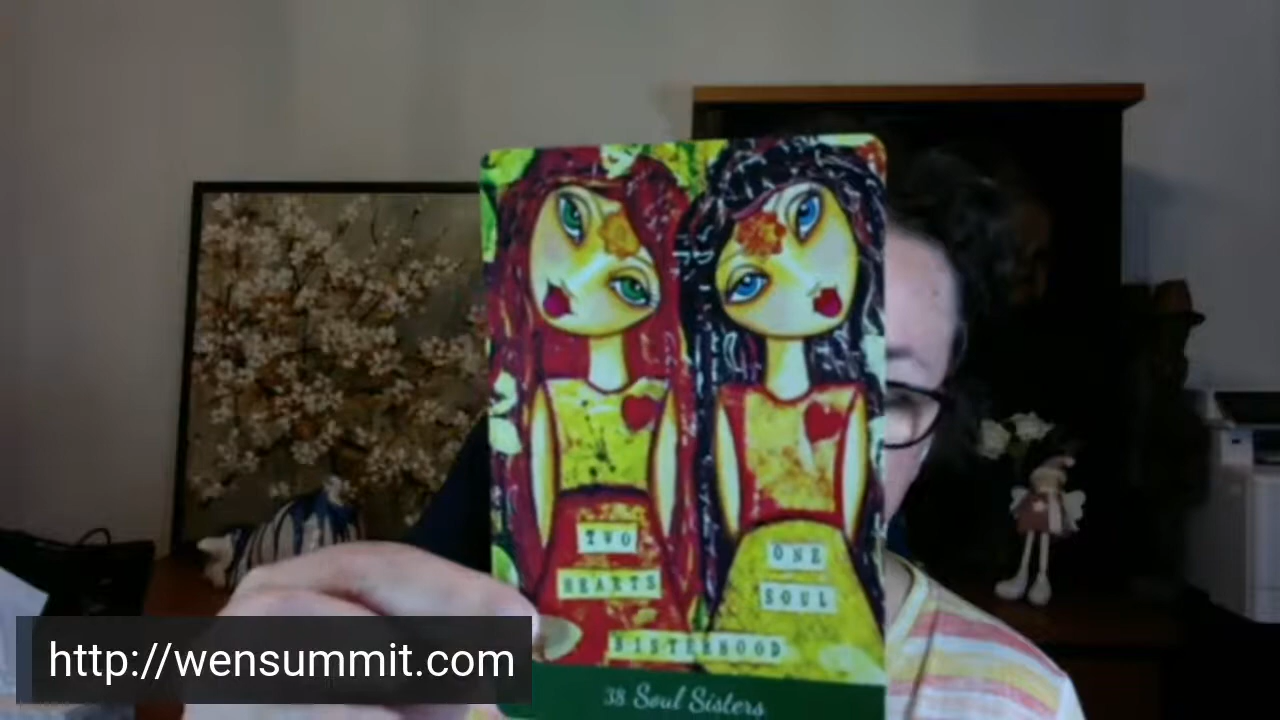 TWO
HEARTS
ONE
SOUL
SISTERHOOD
38 Soul Sisters
http://wensummit.com